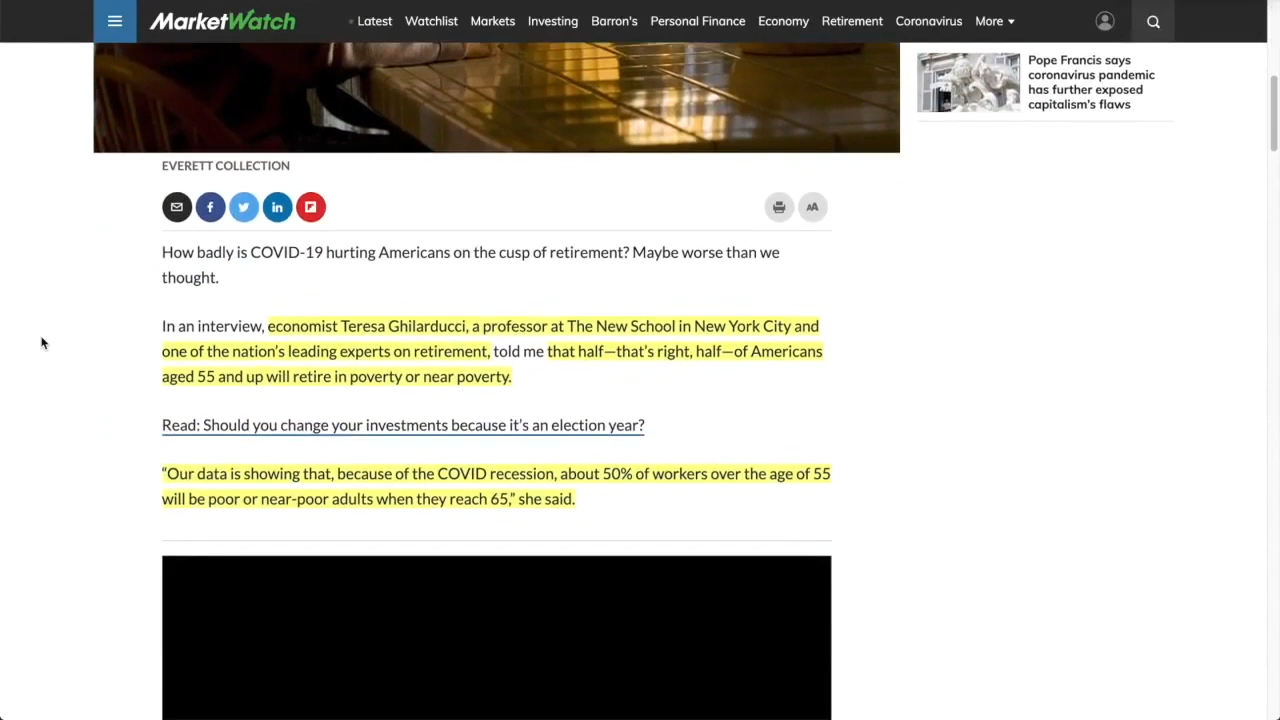 MarketWatch
Latest Watchlist Markets Investing Barron's Personal Finance Economy Retirement Coronavirus More
Pope Francis says
coronavirus pandemic
has further exposed
capitalism's flaws
EVERETT COLLECTION
How badly is COVID-19 hurting Americans on the cusp of retirement? Maybe worse than we
thought.
In an interview, economist Teresa Ghilarducci, a professor at The New School in New York City and
one of the nation's leading experts on retirement, told me that half—that's right, half—of Americans
aged 55 and up will retire in poverty or near poverty.
Read: Should you change your investments because it's an election year?
“Our data is showing that, because of the COVID recession, about 50% of workers over the age of 55
will be poor or near-poor adults when they reach 65,” she said.